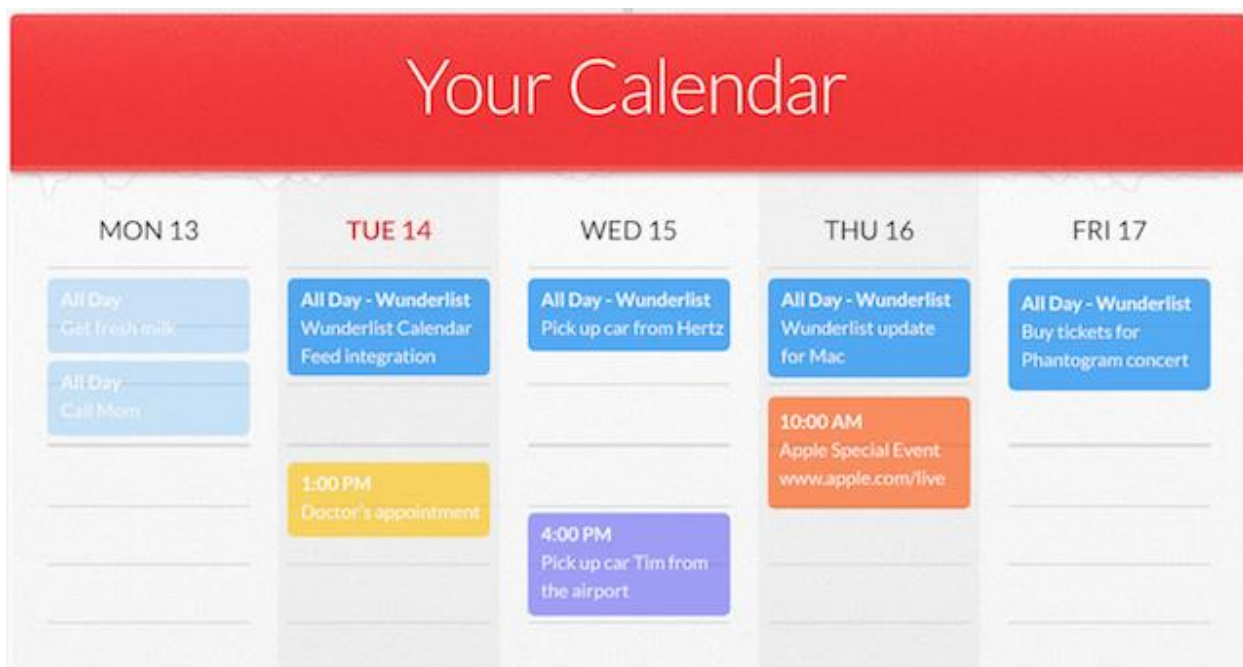 Your Calendar
MON 13
All Day
Get fresh milk
All Day
Call Mom
TUE 14
All Day - Wunderlist
Wunderlist Calendar
Feed integration
1:00 PM
Doctor's appointment
WED 15
All Day - Wunderlist
Pick up car from Hertz
4:00 PM
Pick up car Tim from
the airport
THU 16
All Day - Wunderlist
Wunderlist update
for Mac
10:00 AM
Apple Special Event
www.apple.com/live
FRI 17
All Day - Wunderlist
Buy tickets for
Phantogram concert